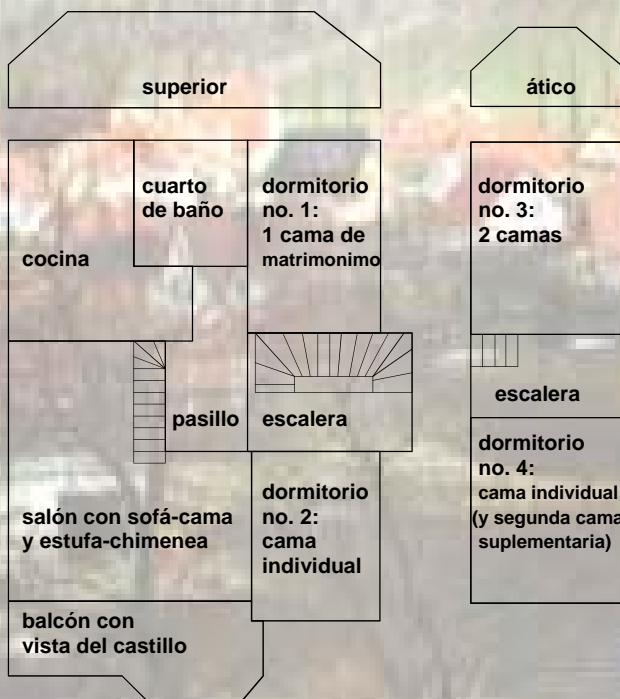 superior
cocina
cuarto
de baño
dormitorio
no. 1:
1 cama de
matrimonimo
pasillo
escalera
salón con sofá-cama
y estufa-chimenea
dormitorio
no. 2:
cama
individual
balcón con
vista del castillo
ático
dormitorio
no. 3:
2 camas
escalera
dormitorio
no. 4:
cama individual
(y segunda cama
suplementaria)